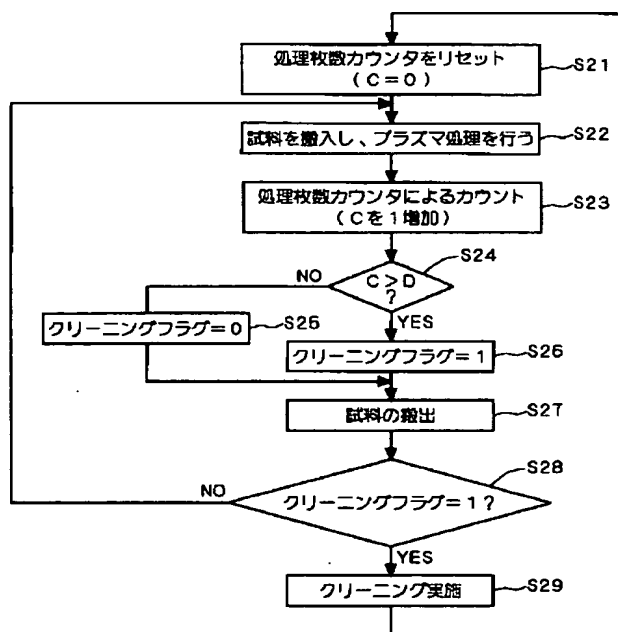 処理枚数カウンタをリセット
(C=0)
S21
試料を搬入し、プラズマ処理を行う
S22
処理枚数カウンタによるカウント
(Cを1増加)
S23
S24
NO
C>D
?
クリーニングフラグ=0
S25
YES
クリーニングフラグ=1
S26
試料の搬出
S27
S28
NO
クリーニングフラグ=1?
YES
クリーニング実施
S29